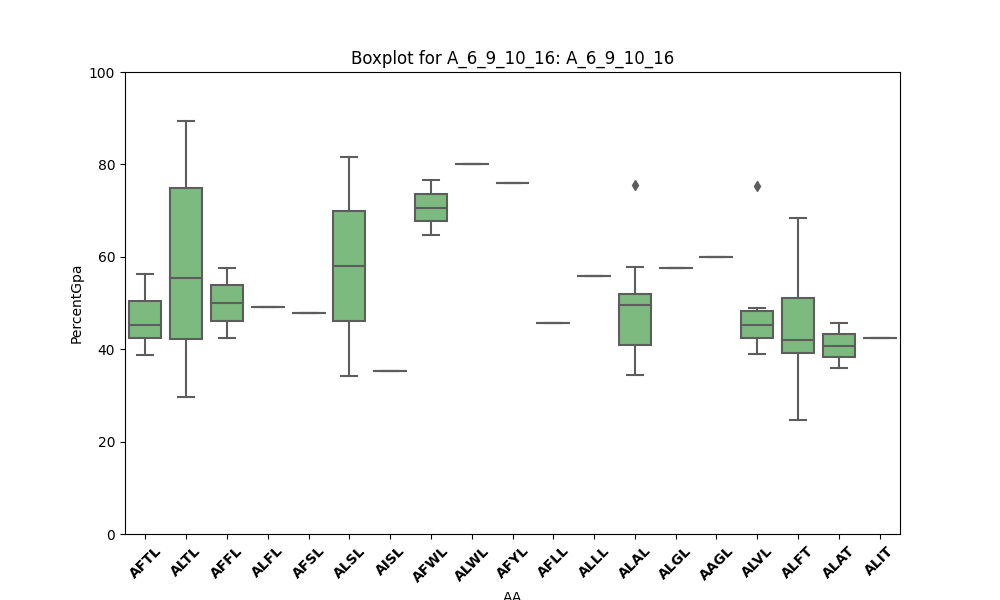 Boxplot for A_6_9_10_16: A_6_9_10_16
100
80
60
40
20
0
PercentGpa
AFTL ALTL AFFL ALFL AFSL ALSL AISL AFWL ALWL AFYL AFLL ALLL ALAL ALGL AAGL ALVL ALFT ALAT ALIT
AA